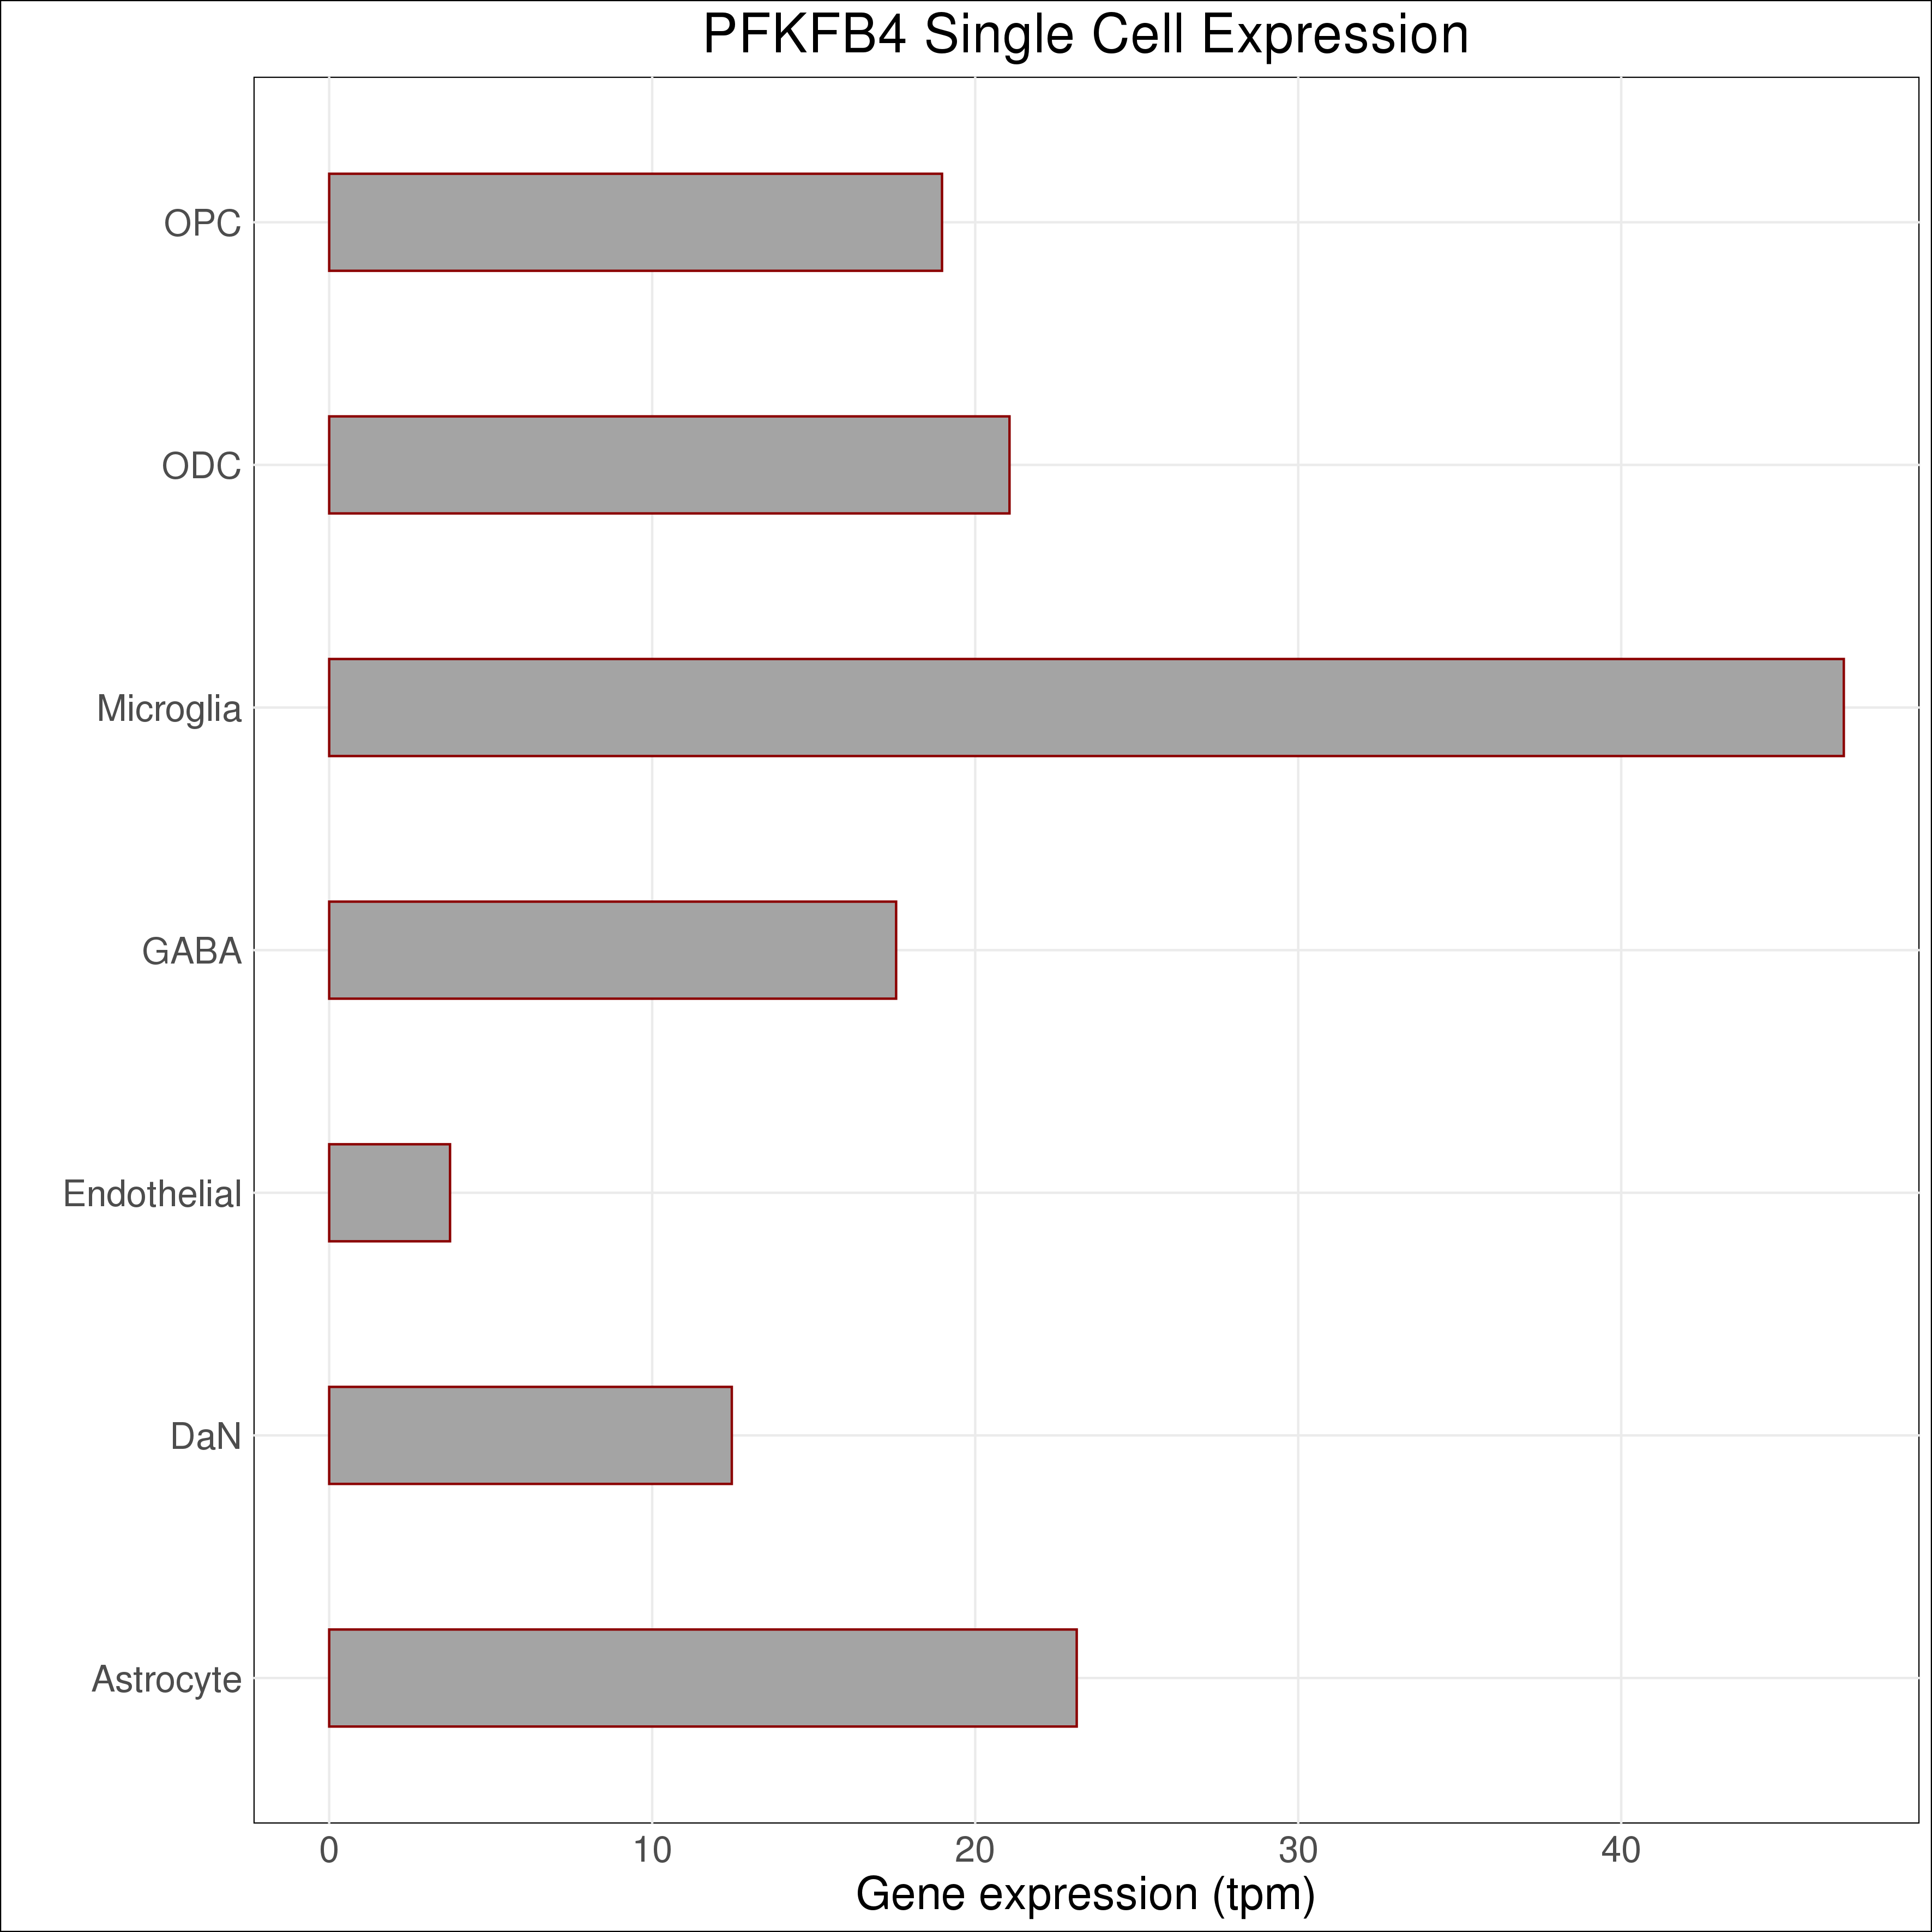 PFKFB4 Single Cell Expression
OPC
ODC
Microglia
GABA
Endothelial
DaN
Astrocyte
0 10 20 30 40
Gene expression (tpm)